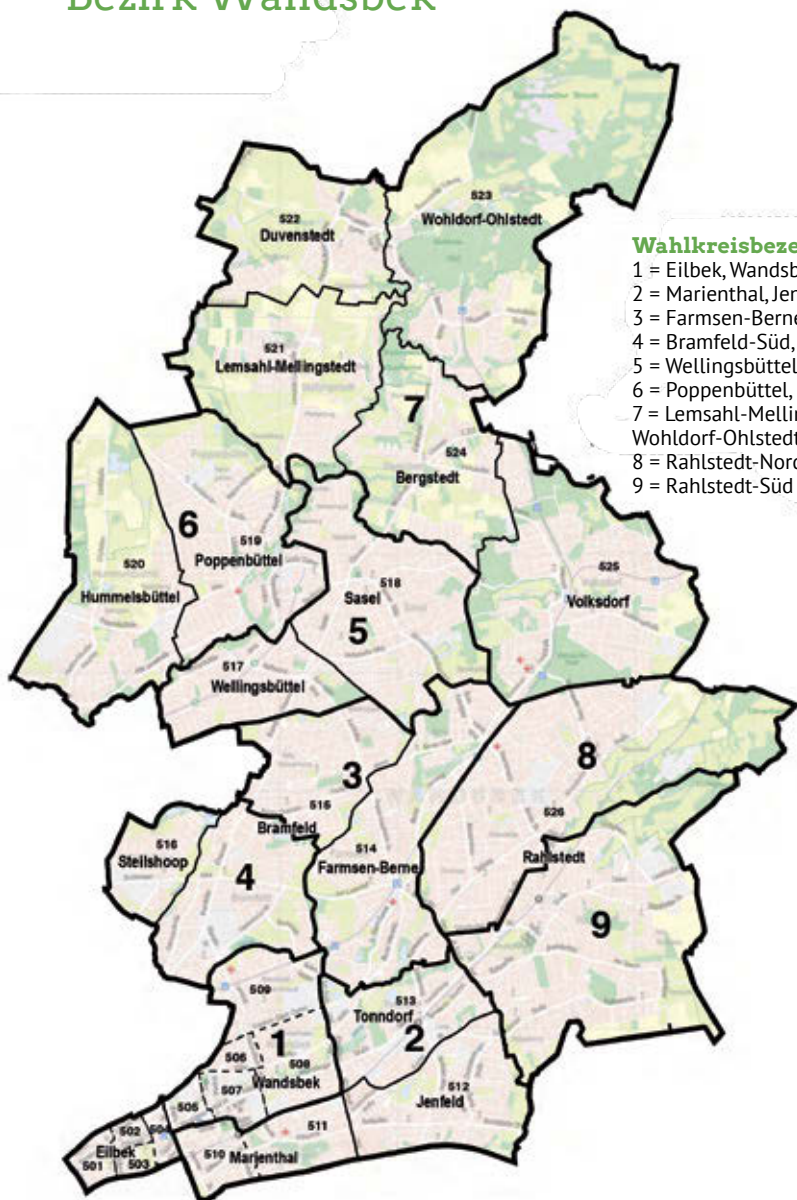 Bezirk Wandsbek
523
Wohldorf-Ohlstedt
522
Duvenstedt
Wahlkreisbeze
1 = Eilbek, Wandsb
2 = Marienthal, Jen
3 = Farmsen-Berne
4 = Bramfeld-Süd,
5 = Wellingsbüttel
6 = Poppenbüttel,
7 = Lemsahl-Mellin
Wohldorf-Ohlstedt
8 = Rahlstedt-Nord
9 = Rahlstedt-Süd
521
Lemsahl-Mellingstedt
7
524
Bergstedt
6
519
Poppenbüttel
520
Hummelsbüttel
518
Sasel
5
525
Volksdorf
517
Wellingsbüttel
8
3
515
Bramfeld
526
Rahlstedt
516
Steilshoop
514
Farmsen-Berne
4
9
509
513
Tonndorf
2
1
506
508
Wandsbek
507
505
512
Jenfeld
511
510
Marienthal
504
502
Eilbek
501
503